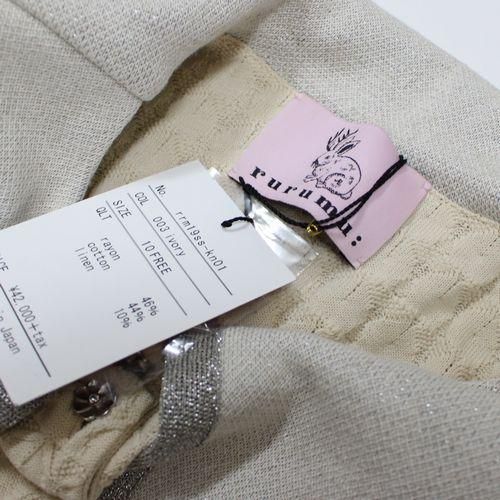 rurumu:
No. rrm19ss-kn01
COL 003 ivory
SIZE 10 FREE
QLT
rayon 46%
cotton 44%
linen 10%
¥42,000+tax
in Japan